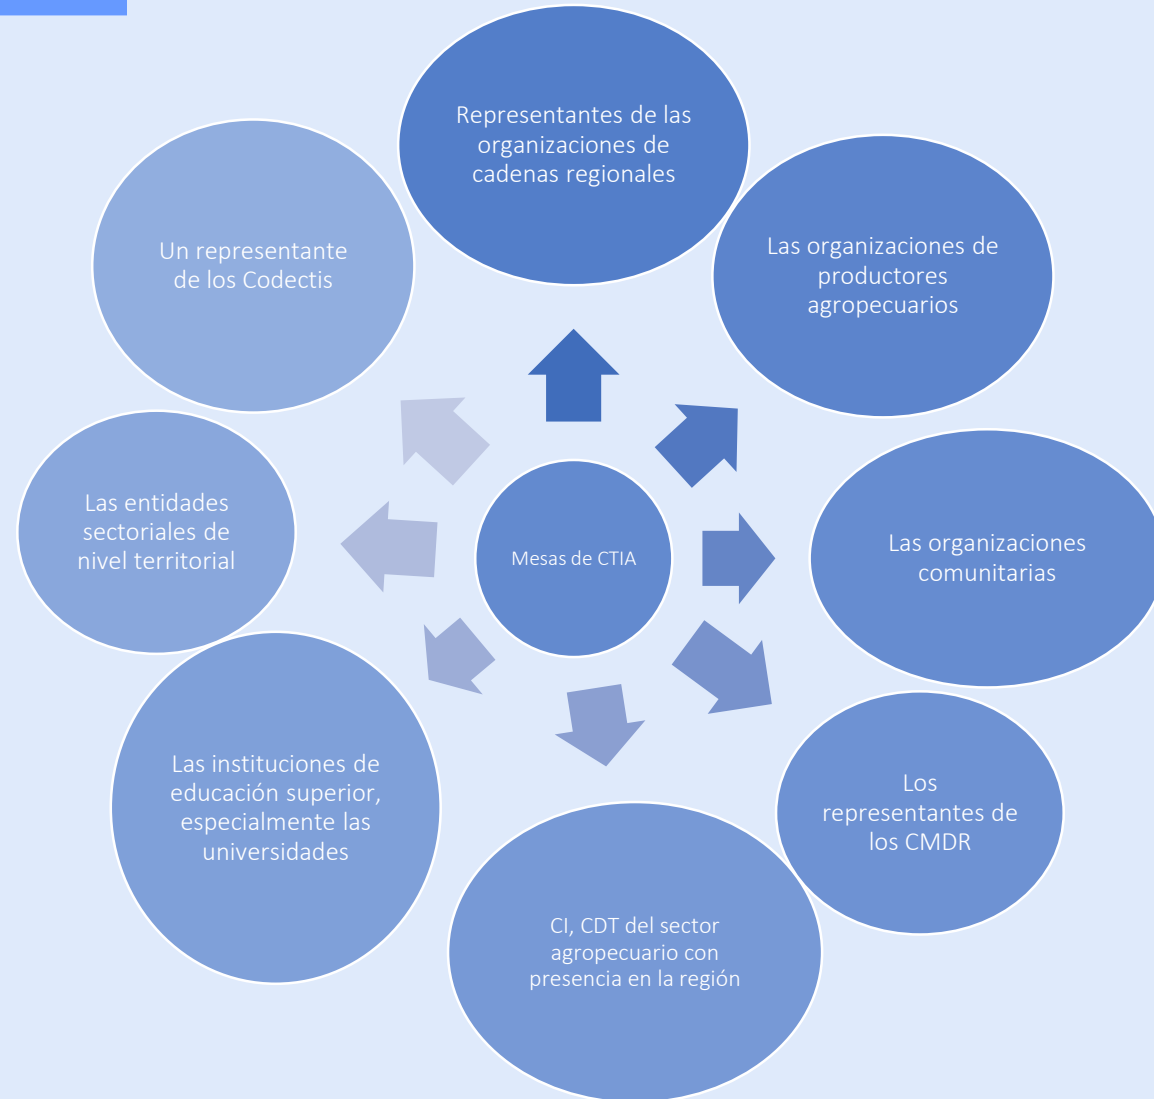 Representantes de las
organizaciones de
cadenas regionales
Las organizaciones de
productores
agropecuarios
Las organizaciones
comunitarias
Los
representantes de
los CMDR
CI, CDT del sector
agropecuario con
presencia en la región
Las instituciones de
educación superior,
especialmente las
universidades
Las entidades
sectoriales de
nivel territorial
Un representante
de los Codectis
Mesas de CTIA